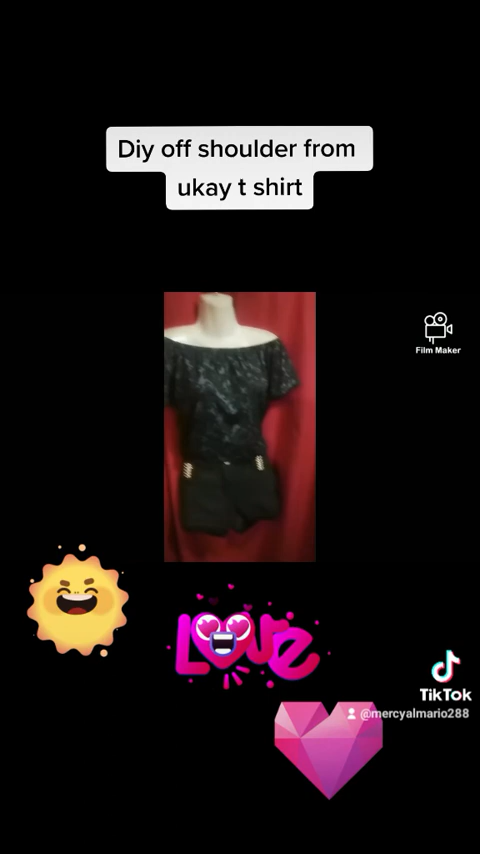 Diy off shoulder from
ukay t shirt
Film Maker
LOVE
TikTok
@mercyalmario288